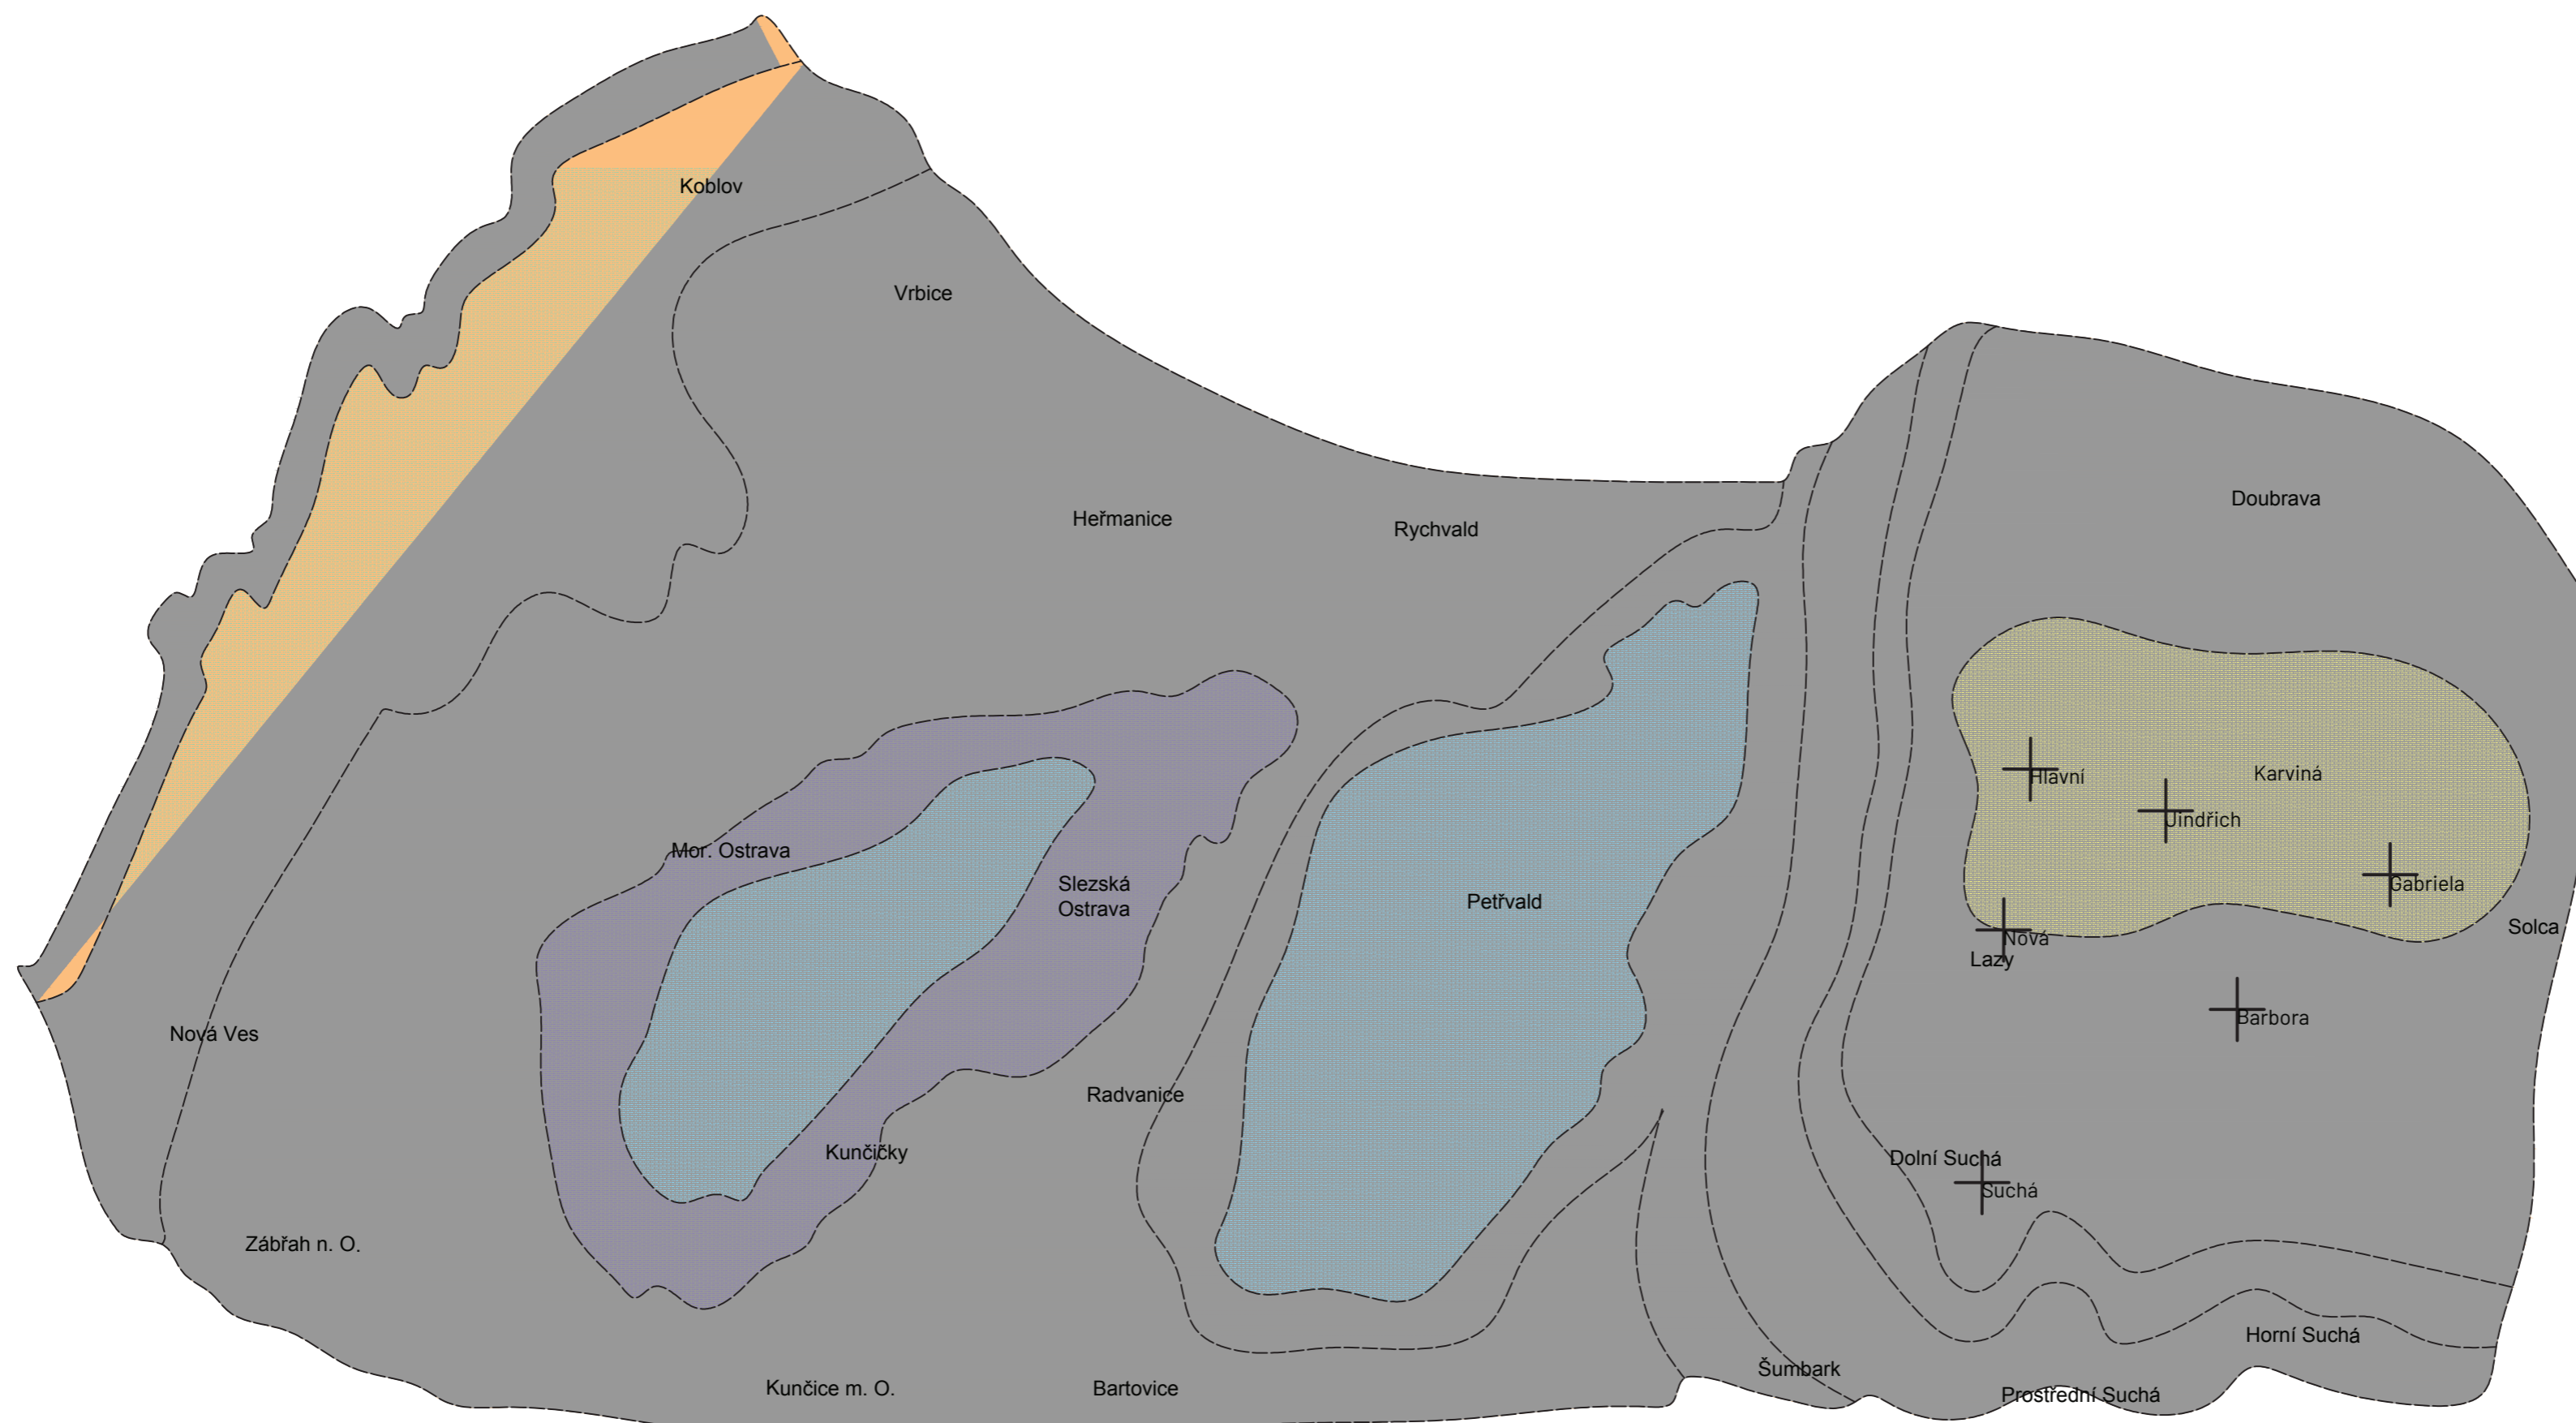 Koblov
Vrbice
Doubrava
Heřmanice
Rychvald
Hlavní
Karviná
Jindřich
Mor. Ostrava
Slezská
Ostrava
Gabriela
Petřvald
Solca
Nová
Lazy
Barbora
Nová Ves
Radvanice
Kunčičky
Dolní Suchá
Suchá
Zábřah n. O.
Horní Suchá
Šumbark
Kunčice m. O.
Bartovice
Prostřední Suchá